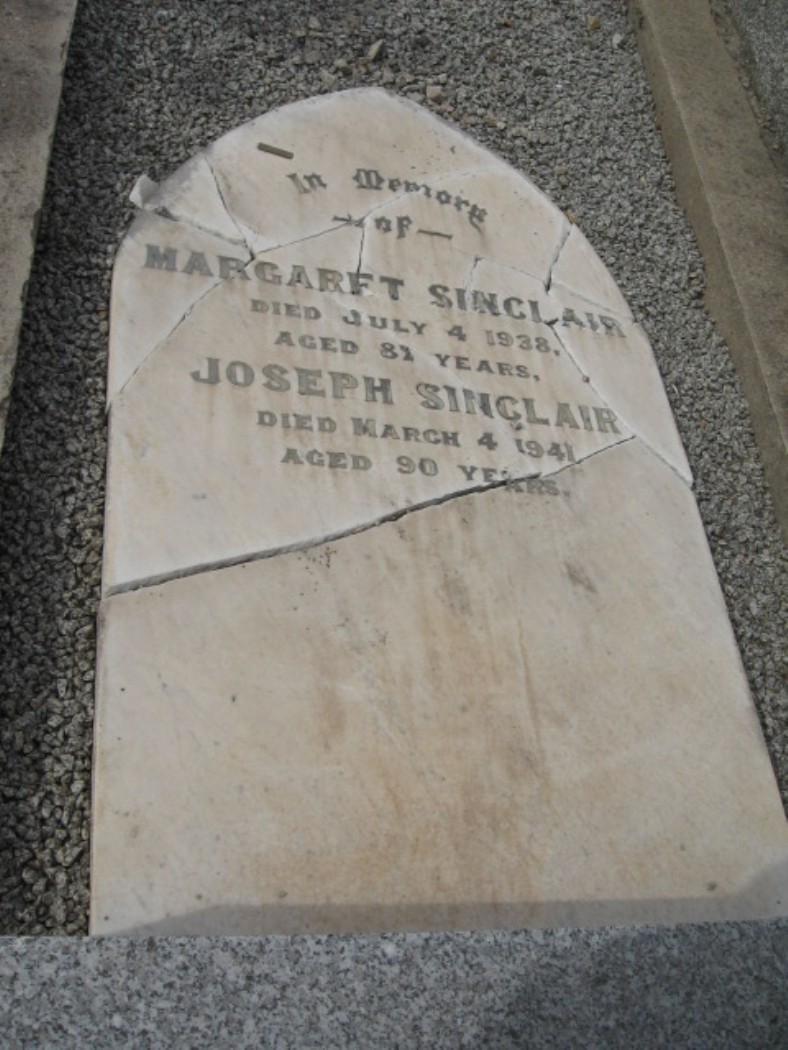 In Memory
— of —
MARGARET SINCLAIR
DIED JULY 4 1938,
AGED 82 YEARS,
JOSEPH SINCLAIR
DIED MARCH 4 1941
AGED 90 YEARS.